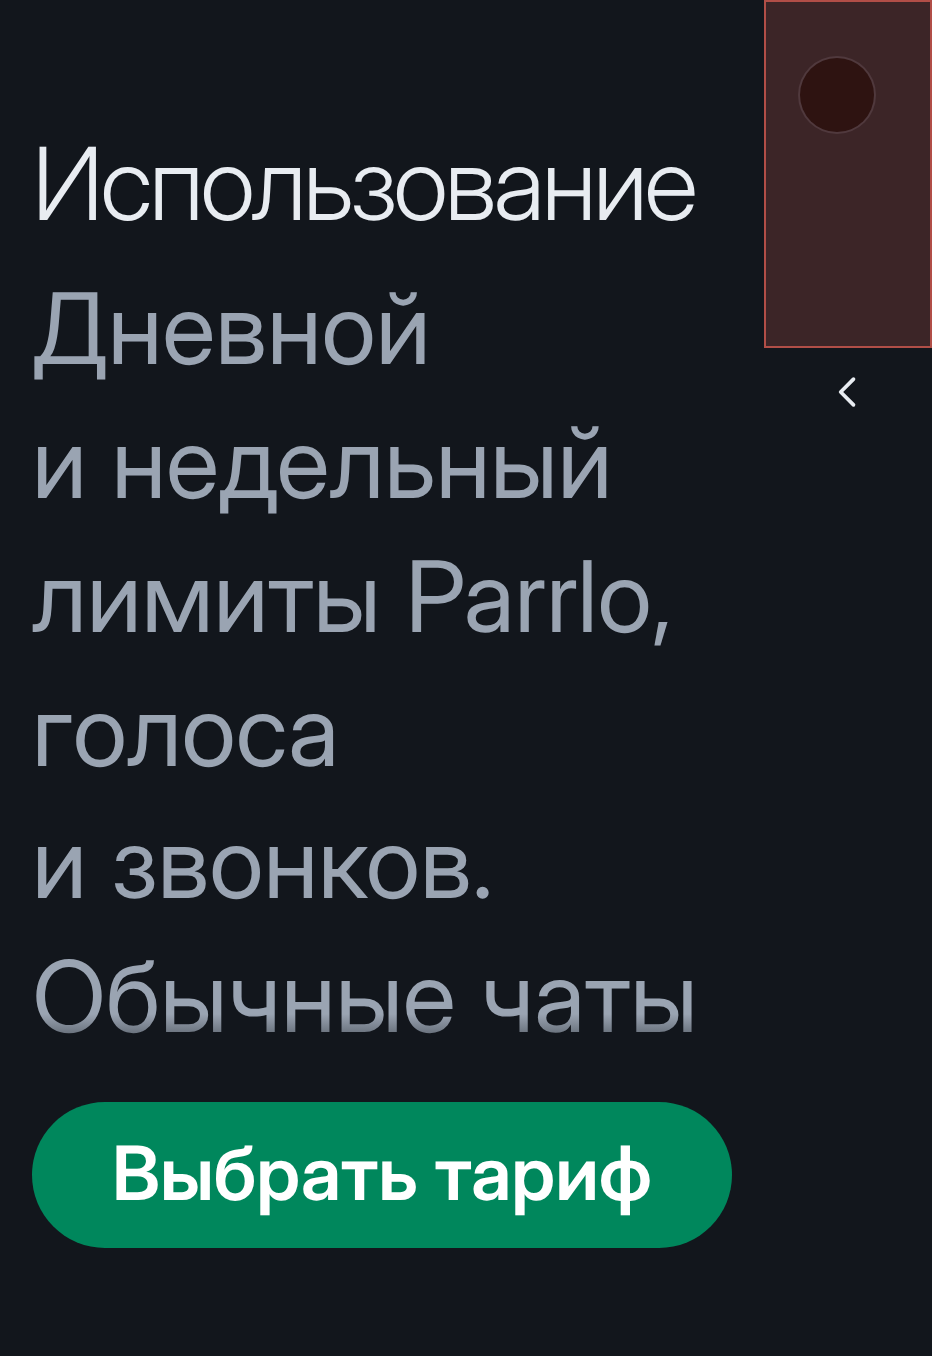 Использование
Дневной
и недельный
лимиты Parrlo,
голоса
и звонков.
Обычные чаты
Выбрать тариф